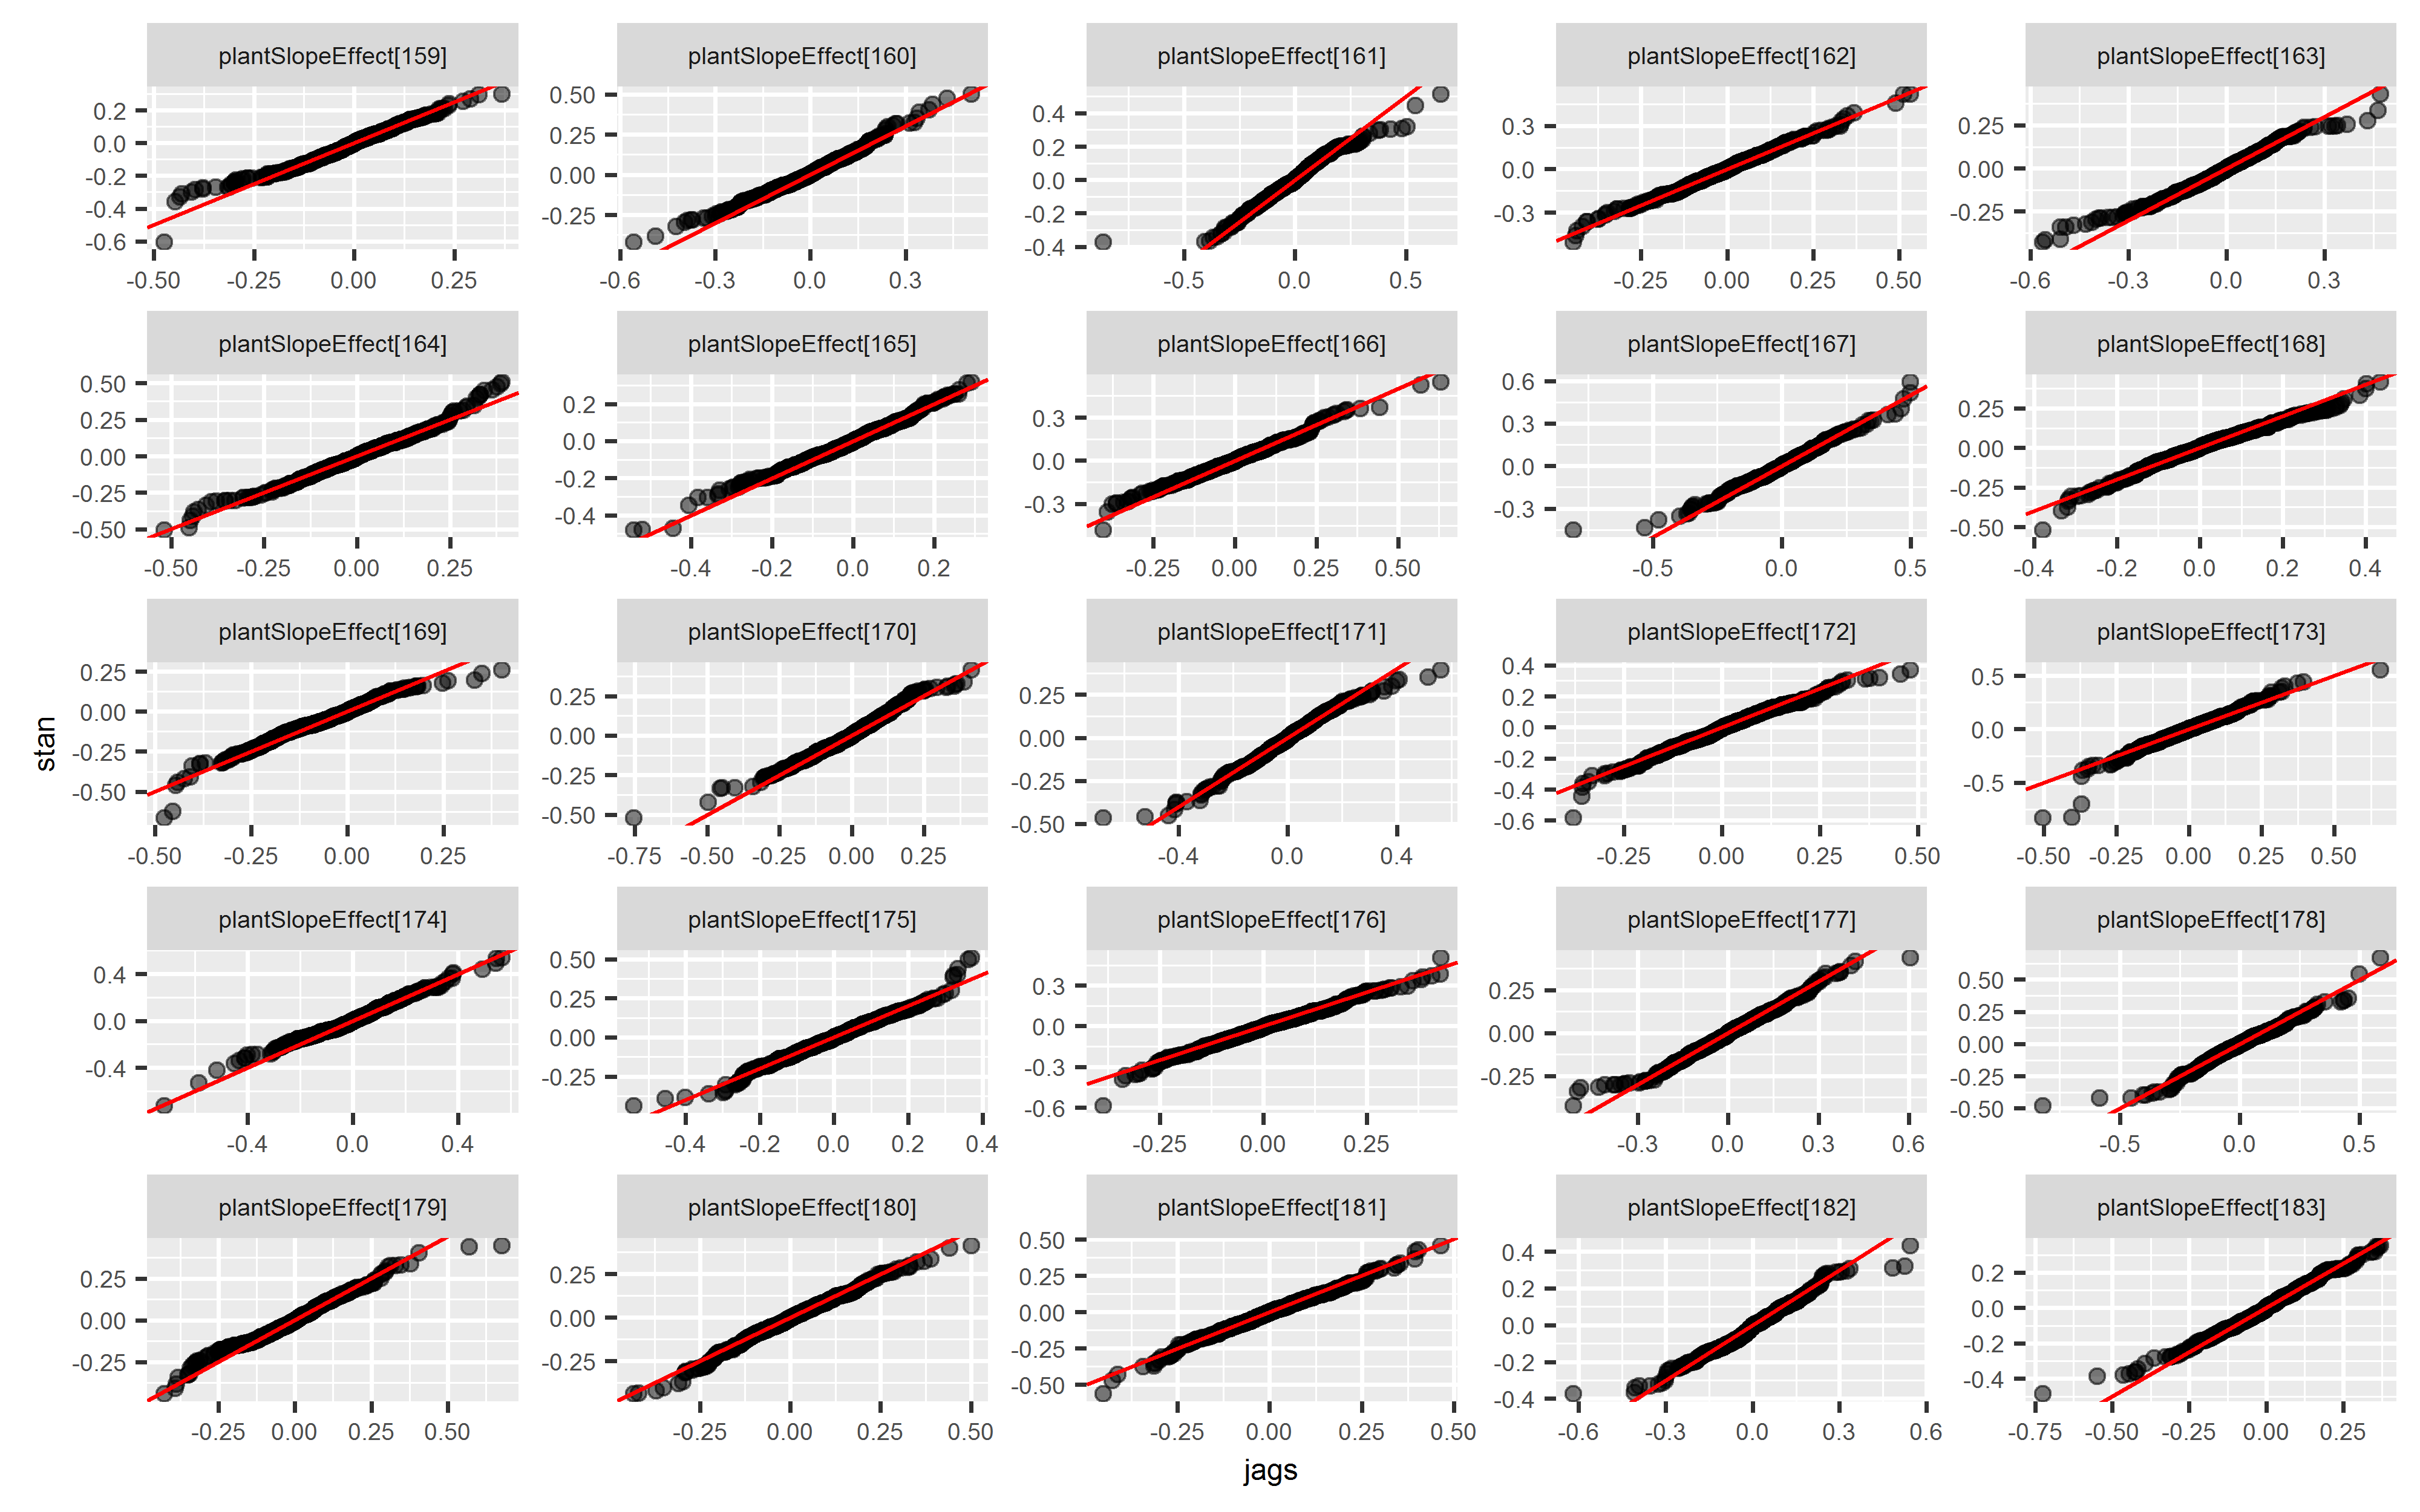 plantSlopeEffect[159] plantSlopeEffect[160] plantSlopeEffect[161] plantSlopeEffect[162] plantSlopeEffect[163]
0.2 0.50 0.4 0.3 0.25
0.0 0.25 0.2 0.0 0.00
-0.2 0.00 0.0 -0.3 -0.25
-0.4 -0.25 -0.2
-0.6 -0.4
-0.50 -0.25 0.00 0.25 -0.6 -0.3 0.0 0.3 -0.5 0.0 0.5 -0.25 0.00 0.25 0.50 -0.6 -0.3 0.0 0.3
plantSlopeEffect[164] plantSlopeEffect[165] plantSlopeEffect[166] plantSlopeEffect[167] plantSlopeEffect[168]
0.50 0.2 0.3 0.6 0.25
0.25 0.0 0.0 0.3 0.00
0.00 -0.2 -0.3 0.0 -0.25
-0.25 -0.4 -0.3 -0.50
-0.50
-0.50 -0.25 0.00 0.25 -0.4 -0.2 0.0 0.2 -0.25 0.00 0.25 0.50 -0.5 0.0 0.5 -0.4 -0.2 0.0 0.2 0.4
plantSlopeEffect[169] plantSlopeEffect[170] plantSlopeEffect[171] plantSlopeEffect[172] plantSlopeEffect[173]
0.25 0.25 0.25 0.4 0.5
0.00 0.00 0.00 0.2 0.0
-0.25 -0.25 -0.25 0.0 -0.5
-0.50 -0.50 -0.50 -0.2
-0.4
-0.6
-0.50 -0.25 0.00 0.25 -0.75 -0.50 -0.25 0.00 0.25 -0.4 0.0 0.4 -0.25 0.00 0.25 0.50 -0.50 -0.25 0.00 0.25 0.50
stan
plantSlopeEffect[174] plantSlopeEffect[175] plantSlopeEffect[176] plantSlopeEffect[177] plantSlopeEffect[178]
0.4 0.50 0.3 0.25 0.50
0.0 0.25 0.0 0.00 0.25
-0.4 0.00 -0.3 -0.25 0.00
-0.25 -0.6 -0.25
-0.50
-0.4 0.0 0.4 -0.4 -0.2 0.0 0.2 0.4 -0.25 0.00 0.25 -0.3 0.0 0.3 0.6 -0.5 0.0 0.5
plantSlopeEffect[179] plantSlopeEffect[180] plantSlopeEffect[181] plantSlopeEffect[182] plantSlopeEffect[183]
0.25 0.25 0.50 0.4 0.2
0.00 0.00 0.25 0.2 0.0
-0.25 -0.25 0.00 0.0 -0.2
-0.25 -0.2 -0.4
-0.50 -0.4
-0.25 0.00 0.25 0.50 -0.25 0.00 0.25 0.50 -0.25 0.00 0.25 0.50 -0.6 -0.3 0.0 0.3 0.6 -0.75 -0.50 -0.25 0.00 0.25
jags